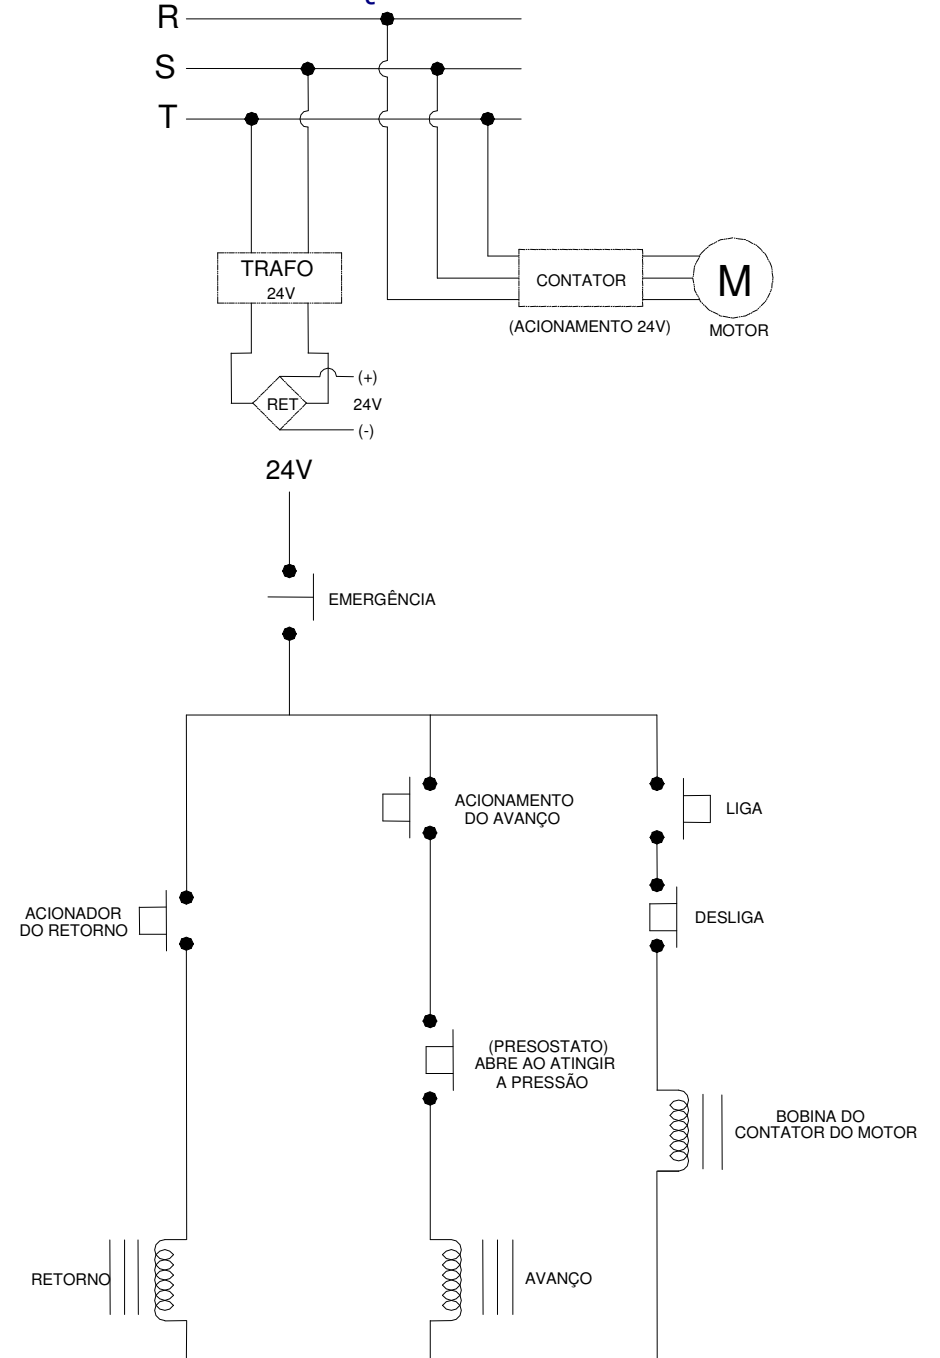 R
S
T
TRAFO
24V
CONTATOR
M
(ACIONAMENTO 24V)
MOTOR
(+)
RET
24V
(-)
24V
EMERGÊNCIA
ACIONAMENTO
DO AVANÇO
LIGA
ACIONADOR
DO RETORNO
DESLIGA
(PRESOSTATO)
ABRE AO ATINGIR
A PRESSÃO
BOBINA DO
CONTATOR DO MOTOR
RETORNO
AVANÇO